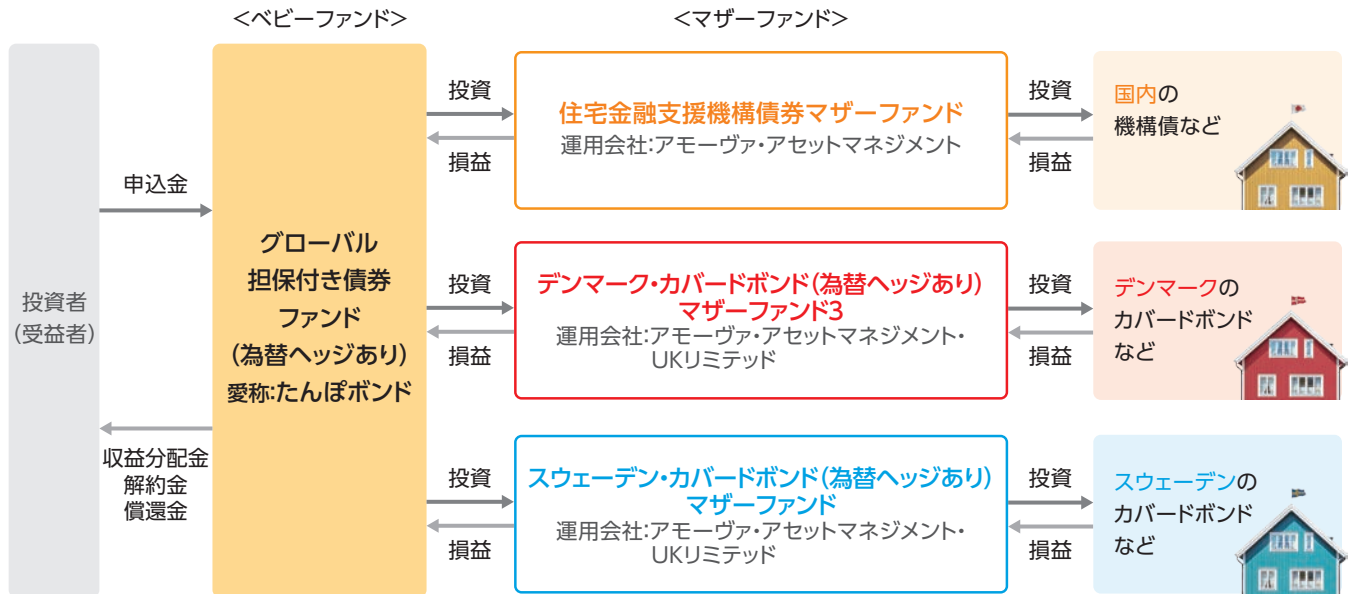 <ベビーファンド>
<マザーファンド>
投資者
(受益者)
申込金
収益分配金
解約金
償還金
グローバル
担保付き債券
ファンド
(為替ヘッジあり)
愛称:たんぽボンド
投資
損益
住宅金融支援機構債券マザーファンド
運用会社:アモーヴァ・アセットマネジメント
投資
損益
国内の
機構債など
投資
損益
デンマーク・カバードボンド(為替ヘッジあり)
マザーファンド3
運用会社:アモーヴァ・アセットマネジメント・
UKリミテッド
投資
損益
デンマークの
カバードボンド
など
投資
損益
スウェーデン・カバードボンド(為替ヘッジあり)
マザーファンド
運用会社:アモーヴァ・アセットマネジメント・
UKリミテッド
投資
損益
スウェーデンの
カバードボンド
など